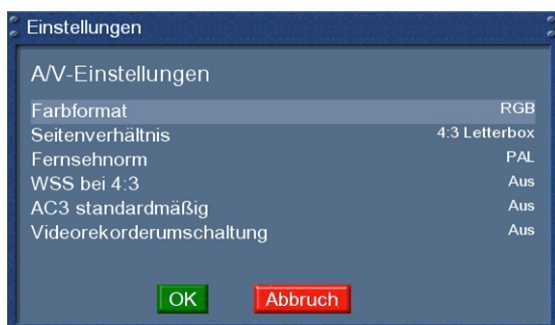 Einstellungen
A/V-Einstellungen
Farbformat RGB
Seitenverhältnis 4:3 Letterbox
Fernsehnorm PAL
WSS bei 4:3 Aus
AC3 standardmäßig Aus
Videorekorderumschaltung Aus
OK Abbruch